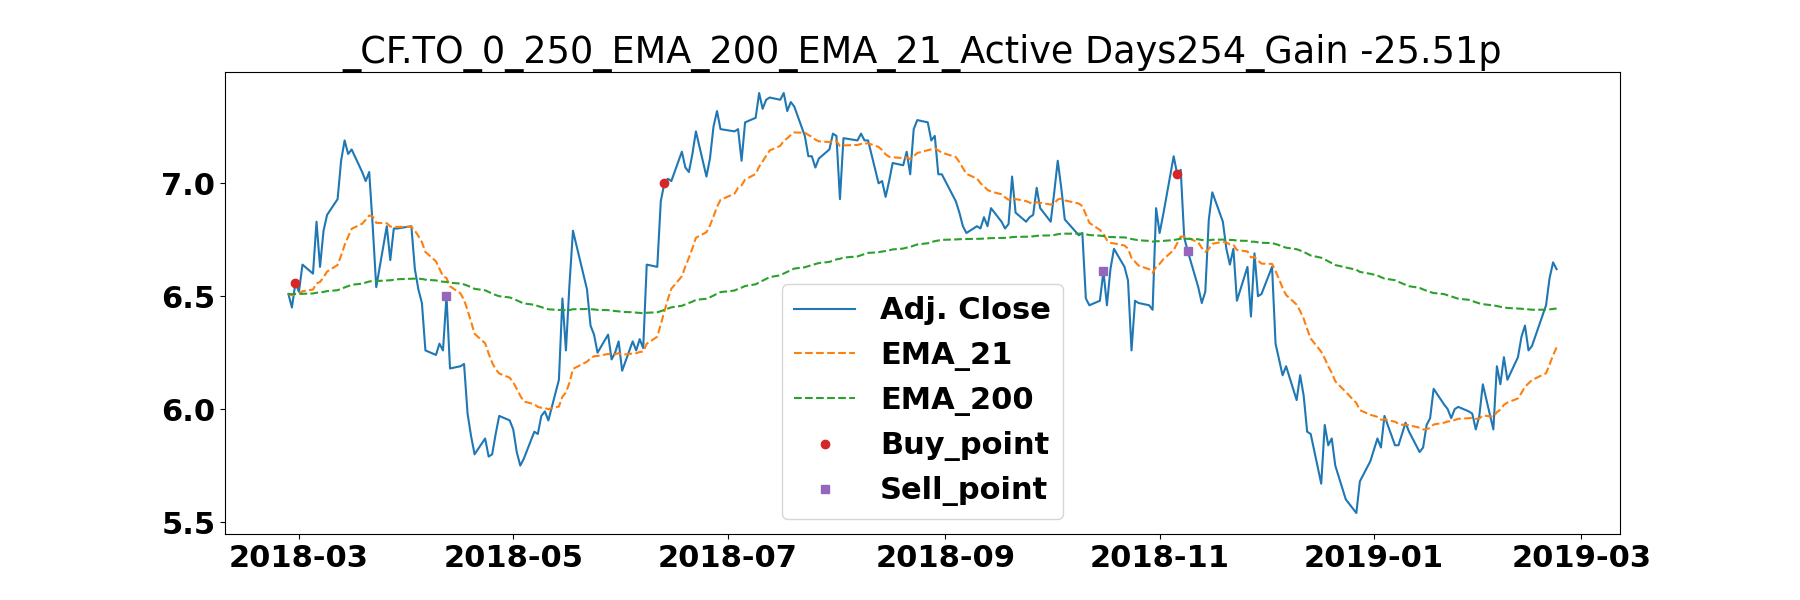 _CF.TO_0_250_EMA_200_EMA_21_Active Days254_Gain -25.51p
7.0
6.5
6.0
5.5
Adj. Close
EMA_21
EMA_200
Buy_point
Sell_point
2018-03 2018-05 2018-07 2018-09 2018-11 2019-01 2019-03